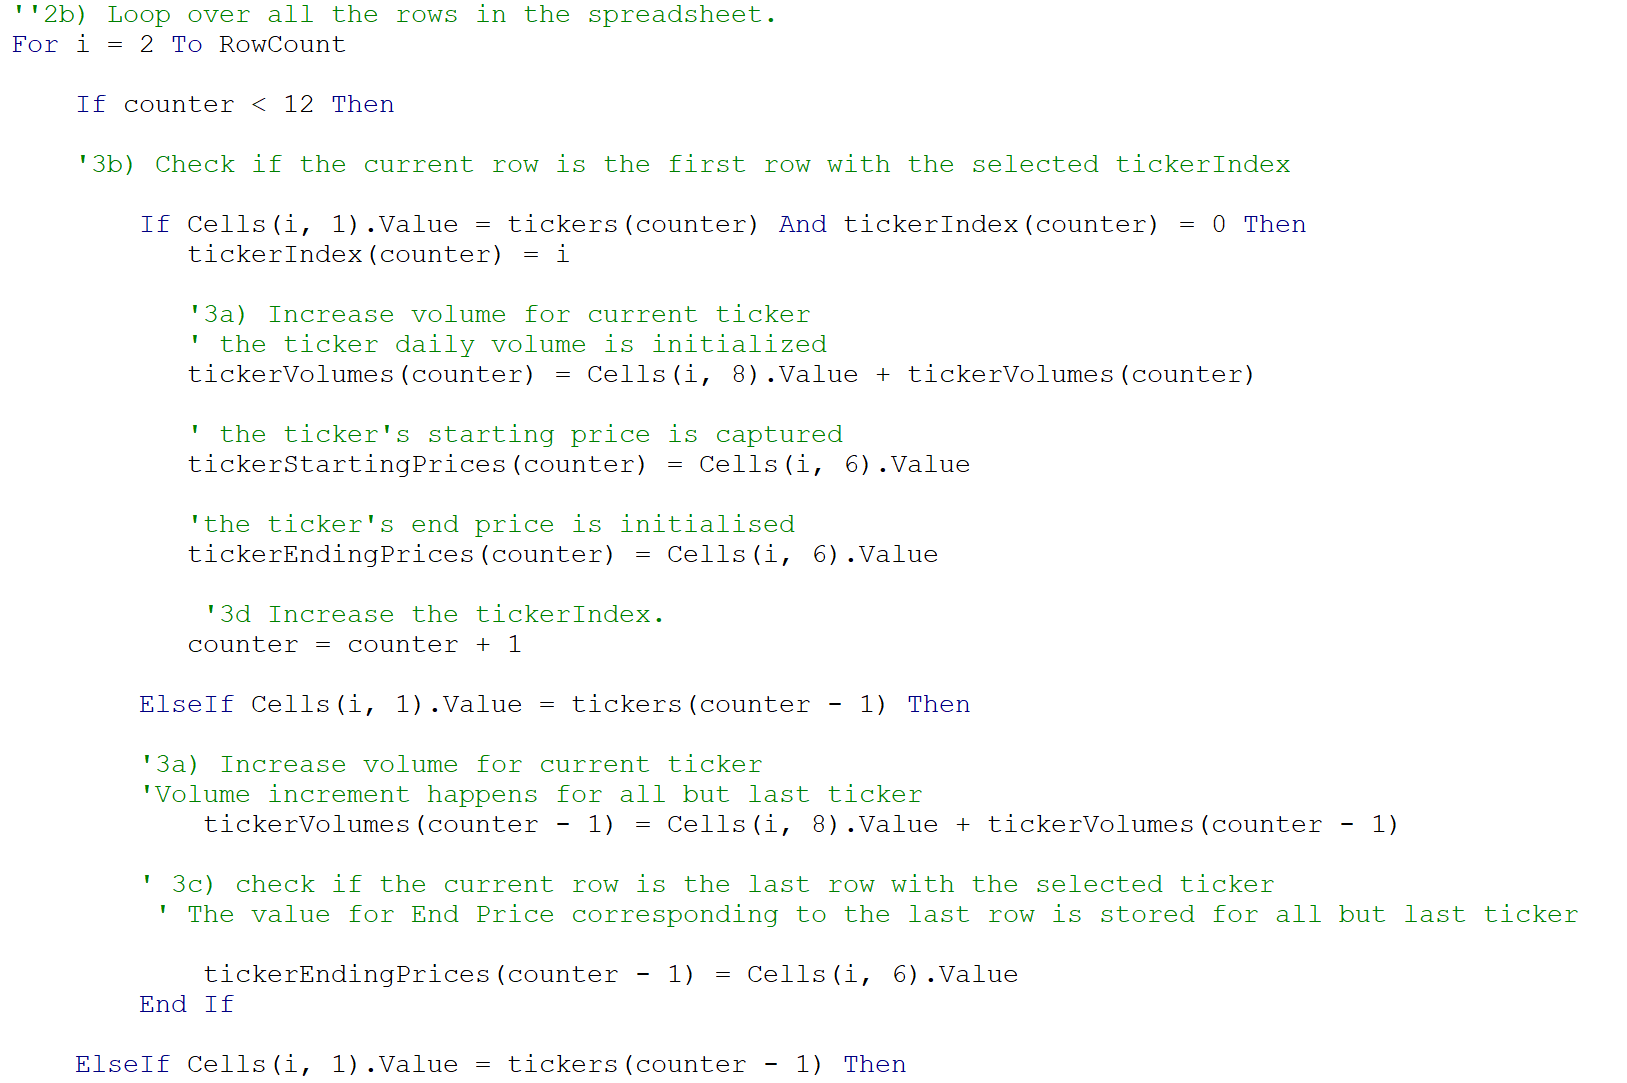 ''2b) Loop over all the rows in the spreadsheet.
For i = 2 To RowCount
If counter < 12 Then
'3b) Check if the current row is the first row with the selected tickerIndex
If Cells(i, 1).Value = tickers(counter) And tickerIndex(counter) = 0 Then
tickerIndex(counter) = i
'3a) Increase volume for current ticker
' the ticker daily volume is initialized
tickerVolumes(counter) = Cells(i, 8).Value + tickerVolumes(counter)
' the ticker's starting price is captured
tickerStartingPrices(counter) = Cells(i, 6).Value
'the ticker's end price is initialised
tickerEndingPrices(counter) = Cells(i, 6).Value
'3d Increase the tickerIndex.
counter = counter + 1
ElseIf Cells(i, 1).Value = tickers(counter - 1) Then
'3a) Increase volume for current ticker
'Volume increment happens for all but last ticker
tickerVolumes(counter - 1) = Cells(i, 8).Value + tickerVolumes(counter - 1)
' 3c) check if the current row is the last row with the selected ticker
' The value for End Price corresponding to the last row is stored for all but last ticker
tickerEndingPrices(counter - 1) = Cells(i, 6).Value
End If
ElseIf Cells(i, 1).Value = tickers(counter - 1) Then